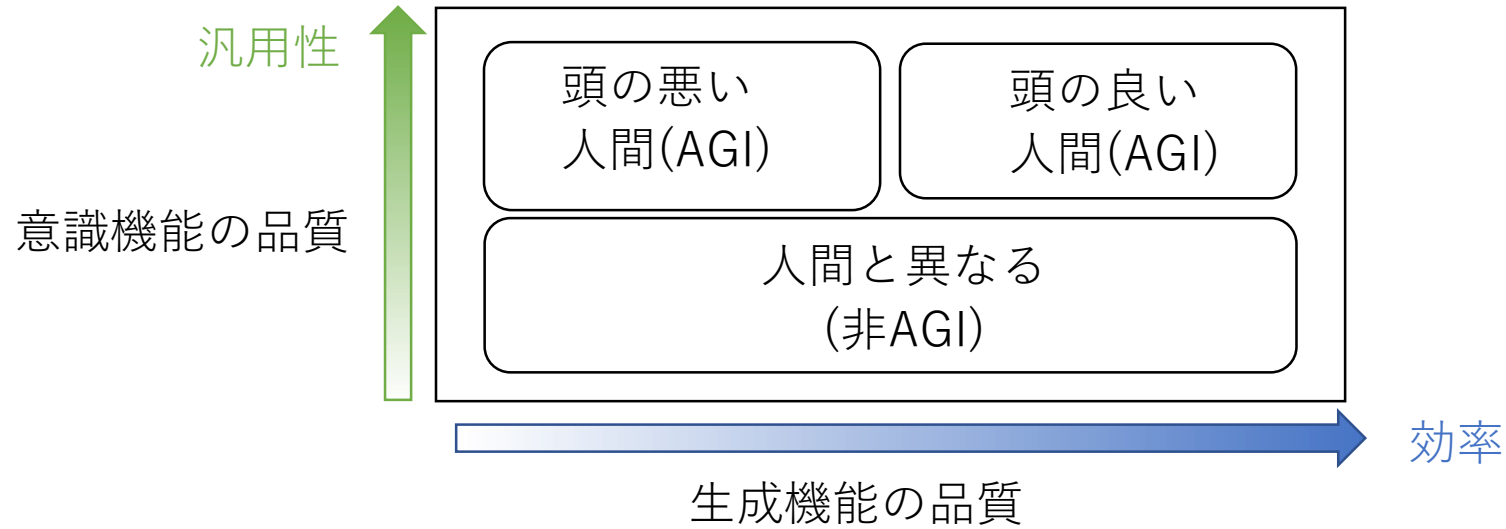 汎用性
頭の悪い
人間(AGI)
頭の良い
人間(AGI)
意識機能の品質
人間と異なる
(非AGI)
効率
生成機能の品質